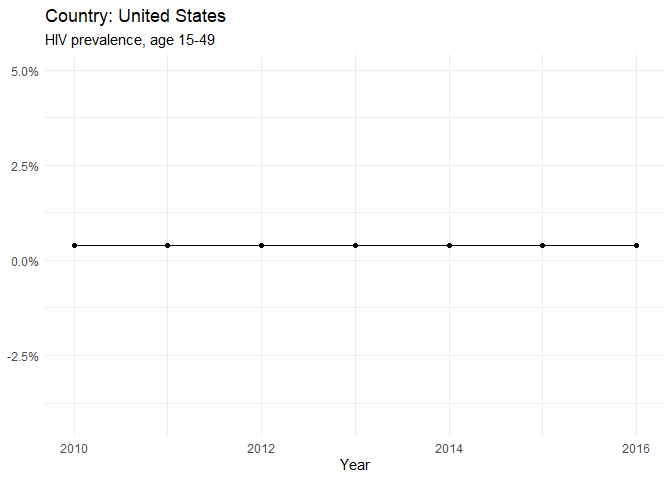 Country: United States
HIV prevalence, age 15-49
5.0%
2.5%
0.0%
-2.5%
2010 2012 2014 2016
Year